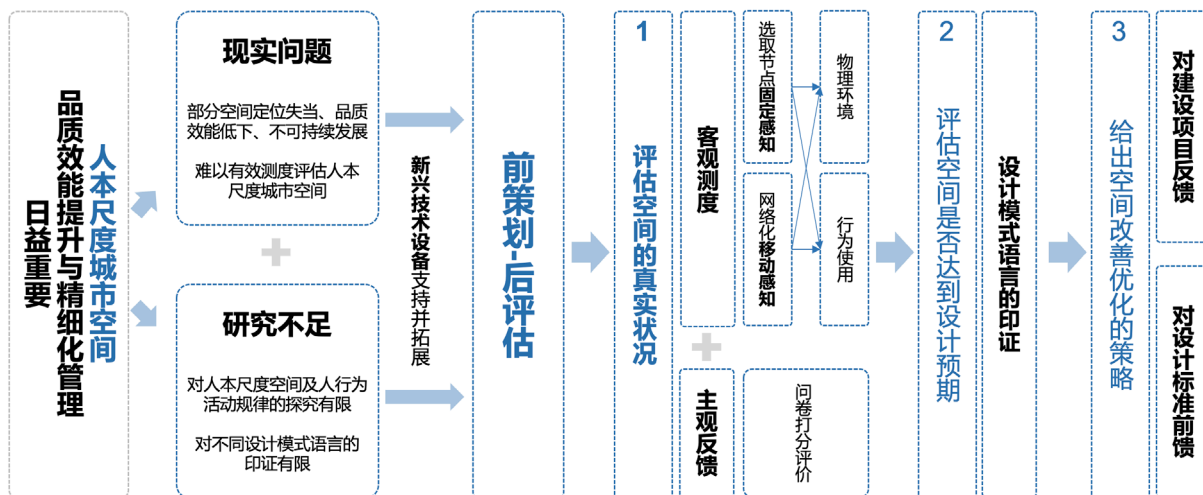 人本尺度城市空间
品质效能提升与精细化管理
日益重要
现实问题
部分空间定位失当、品质
效能低下、不可持续发展
难以有效测度评估人本
尺度城市空间
研究不足
对人本尺度空间及人行为
活动规律的探究有限
对不同设计模式语言的
印证有限
新兴技术设备支持并拓展
前策划-后评估
1
评估空间的真实状况
客观测度
选取节点固定感知
网络化移动感知
物理环境
行为使用
主观反馈
问卷打分评价
2
评估空间是否达到设计预期
设计模式语言的印证
3
给出空间改善优化的策略
对建设项目反馈
对设计标准前馈